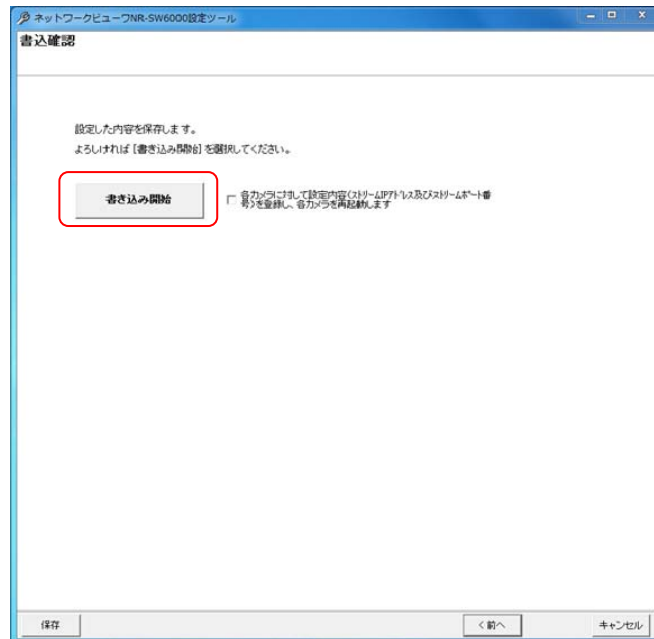 ネットワークビューワNR-SW6000設定ツール
書込確認
設定した内容を保存します。
よろしければ [書き込み開始] を選択してください。
書き込み開始
各カメラに対して設定内容(ストリームIPアドレス及びストリームポート番
号)を登録し、各カメラを再起動します
保存
< 前へ
キャンセル